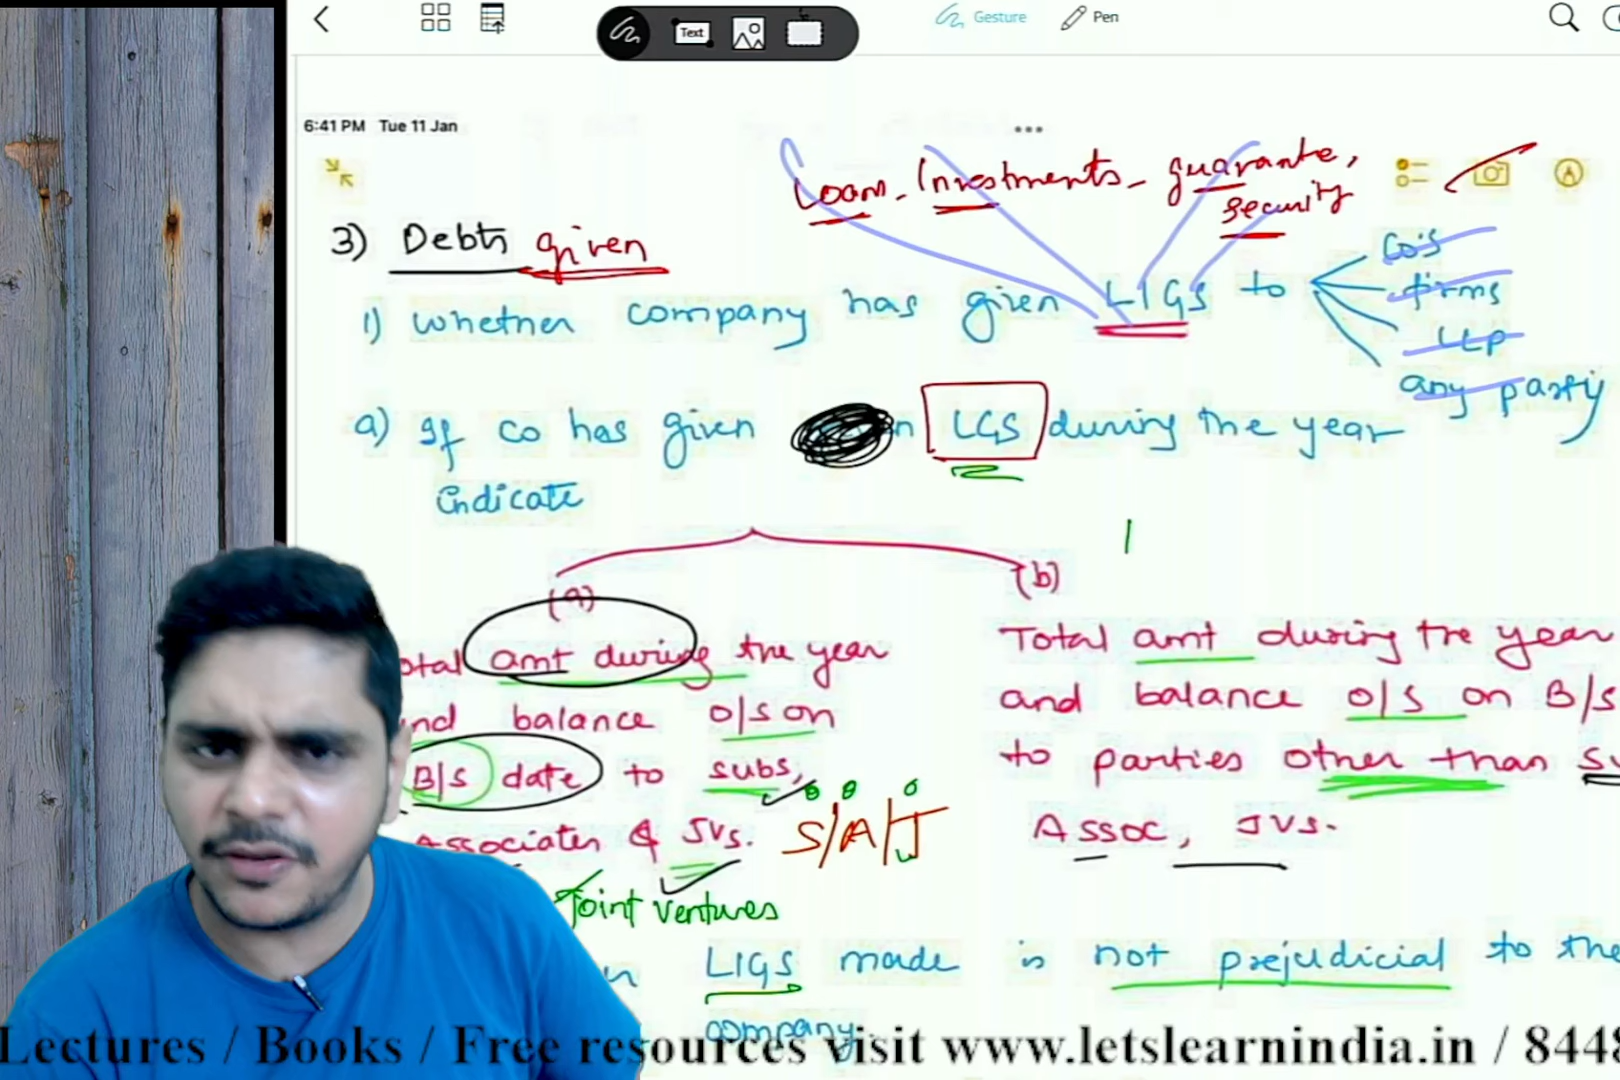 Text
Gesture
Pen
6:41 PM Tue 11 Jan
Loan, Investments, guarante,
security
3) Debts given
1) Whether company has given LIGS to
Co's
firms
LLP
any party
a) If co has given LGS during the year
indicate
(a)
(b)
otal amt during the year
nd balance o/s on
B/s date to subs,
Associates & JVs.
S/A/J
Joint ventures
Total amt during the year
and balance o/s on B/s
to parties other than su
Assoc, JVs.
n LIGS made is not prejudicial to the
company.
Lectures / Books / Free resources visit www.letslearnindia.in / 844